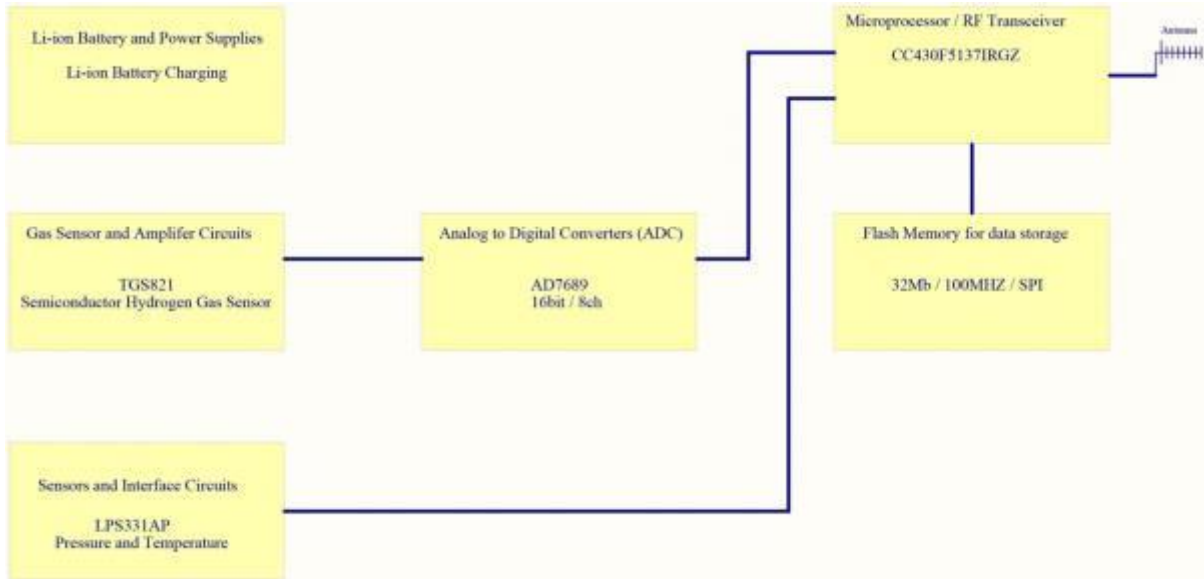 Li-ion Battery and Power Supplies
Li-ion Battery Charging
Microprocessor / RF Transceiver
CC430F5137IRGZ
Antenna
Gas Sensor and Amplifer Circuits
TGS821
Semiconductor Hydrogen Gas Sensor
Analog to Digital Converters (ADC)
AD7689
16bit / 8ch
Flash Memory for data storage
32Mb / 100MHZ / SPI
Sensors and Interface Circuits
LPS331AP
Pressure and Temperature